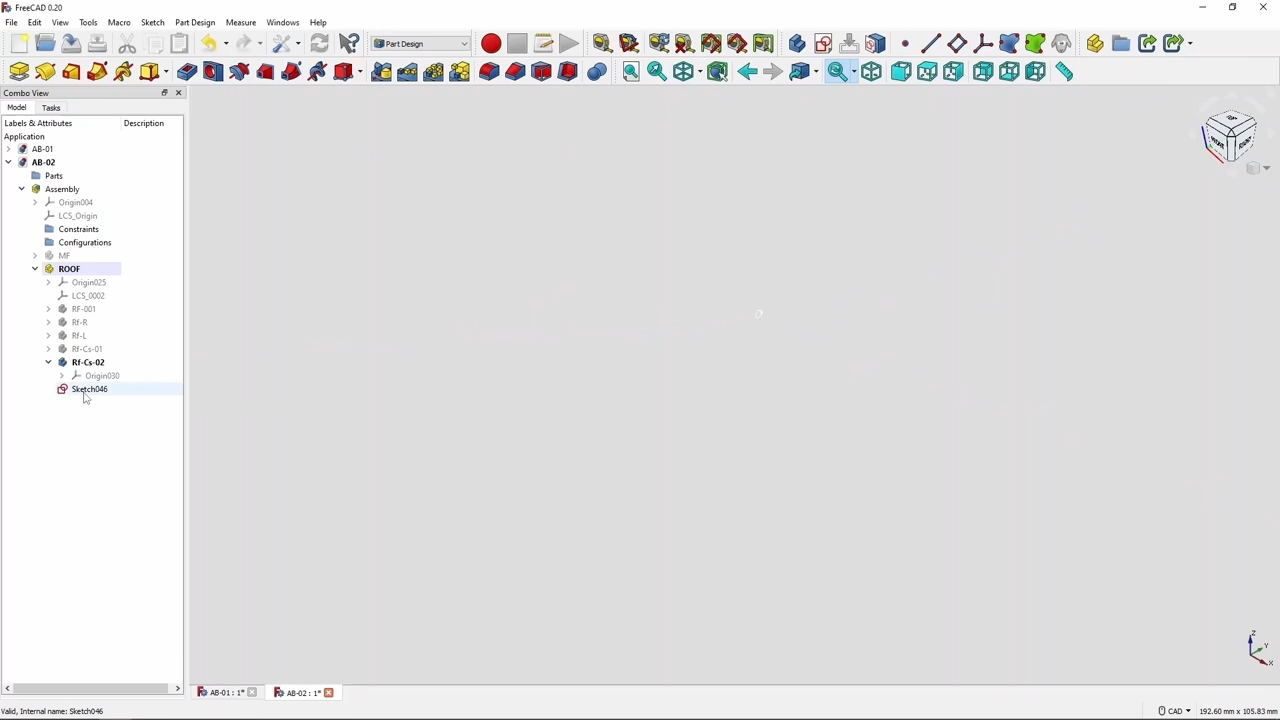 FreeCAD 0.20
File Edit View Tools Macro Sketch Part Design Measure Windows Help
Part Design
Combo View
Model Tasks
Labels & Attributes Description
Application
AB-01
AB-02
Parts
Assembly
Origin004
LCS_Origin
Constraints
Configurations
MF
ROOF
Origin025
LCS_0002
RF-001
Rf-R
Rf-L
Rf-Cs-01
Rf-Cs-02
Origin030
Sketch046
Z
Y
X
AB-01 : 1* AB-02 : 1*
Valid, Internal name: Sketch046 CAD 192.60 mm x 105.83 mm